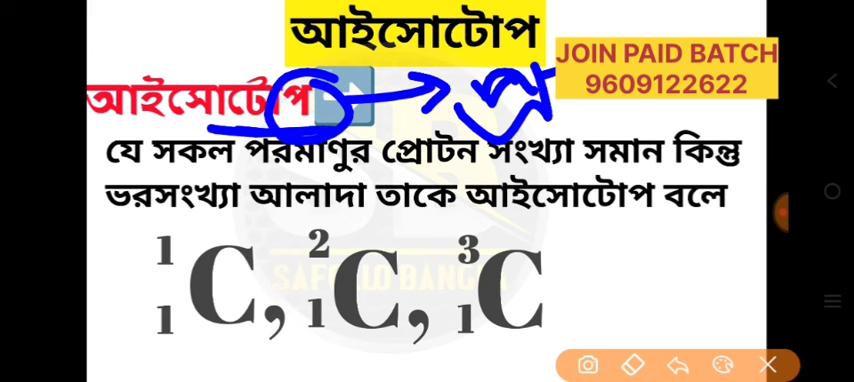 আইসোটোপ
JOIN PAID BATCH
9609122622
আইসোটোপ
প্র
যে সকল পরমাণুর প্রোটন সংখ্যা সমান কিন্তু
ভরসংখ্যা আলাদা তাকে আইসোটোপ বলে
¹₁C, ²₁C, ³₁C